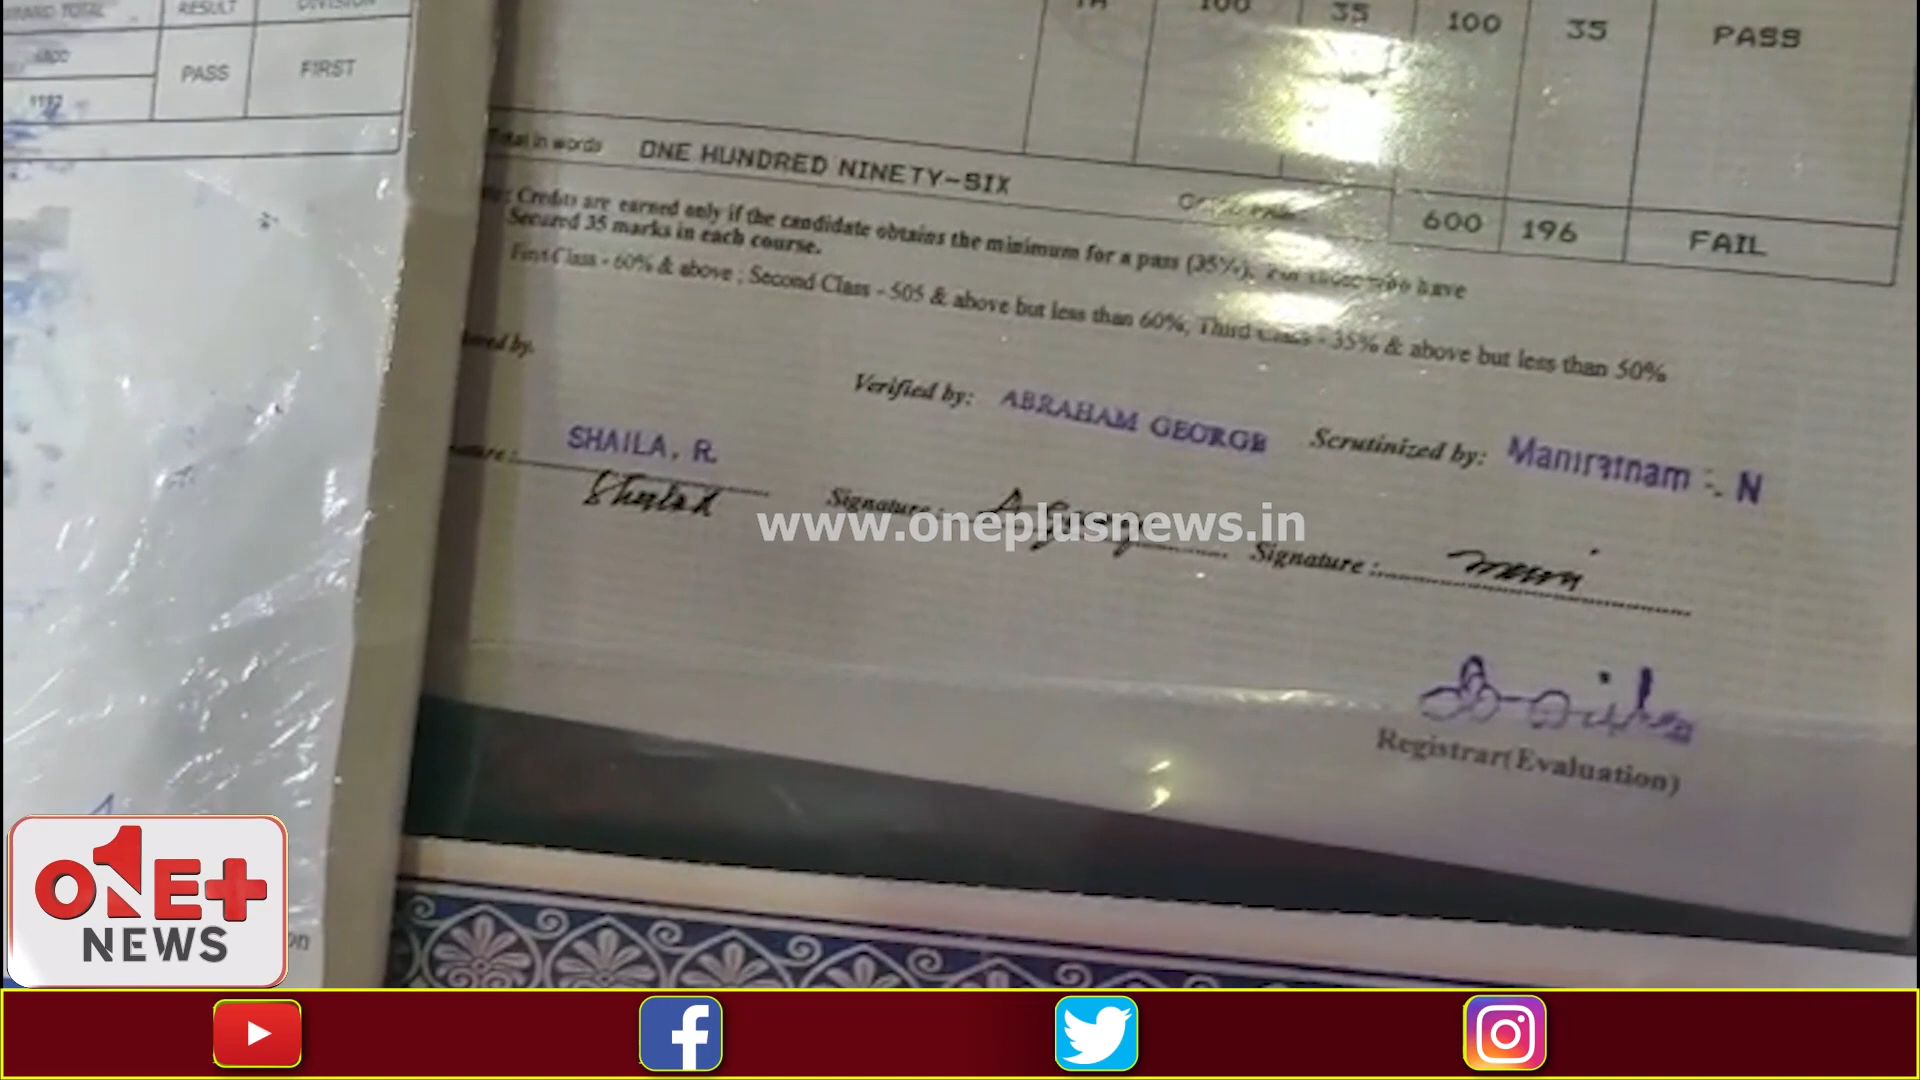 GRAND TOTAL RESULT DIVISION
1800 PASS FIRST
TH 100 35 100 35 PASS
Total in words ONE HUNDRED NINETY-SIX
600 196 FAIL
Credits are earned only if the candidate obtains the minimum for a pass (35%), have
Secured 35 marks in each course.
First Class - 60% & above ; Second Class - 505 & above but less than 60%, Third Class - 35% & above but less than 50%
by.
Verified by: ABRAHAM GEORGE Scrutinized by: Maniratnam . N
SHAILA, R.
Signature : Signature :
www.oneplusnews.in
Registrar(Evaluation)
ONE+
NEWS